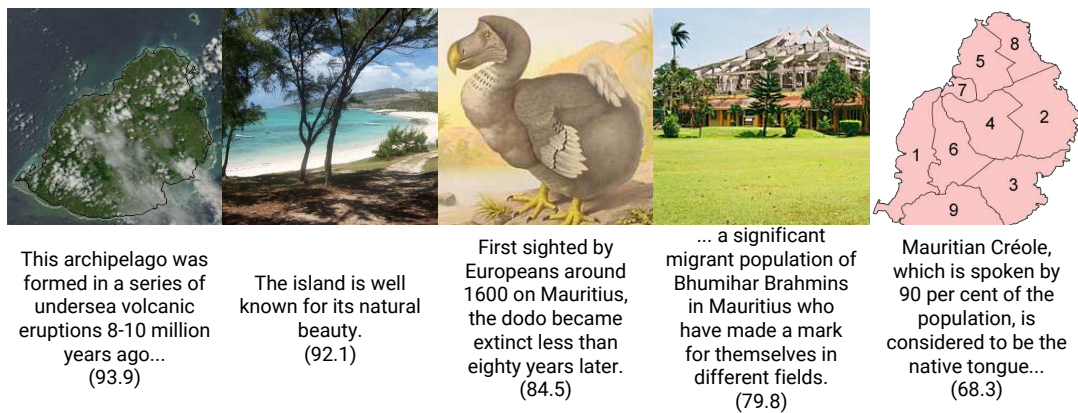 5
8
7
4
2
1
6
3
9
This archipelago was
formed in a series of
undersea volcanic
eruptions 8-10 million
years ago...
(93.9)
The island is well
known for its natural
beauty.
(92.1)
First sighted by
Europeans around
1600 on Mauritius,
the dodo became
extinct less than
eighty years later.
(84.5)
... a significant
migrant population of
Bhumihar Brahmins
in Mauritius who
have made a mark
for themselves in
different fields.
(79.8)
Mauritian Créole,
which is spoken by
90 per cent of the
population, is
considered to be the
native tongue...
(68.3)